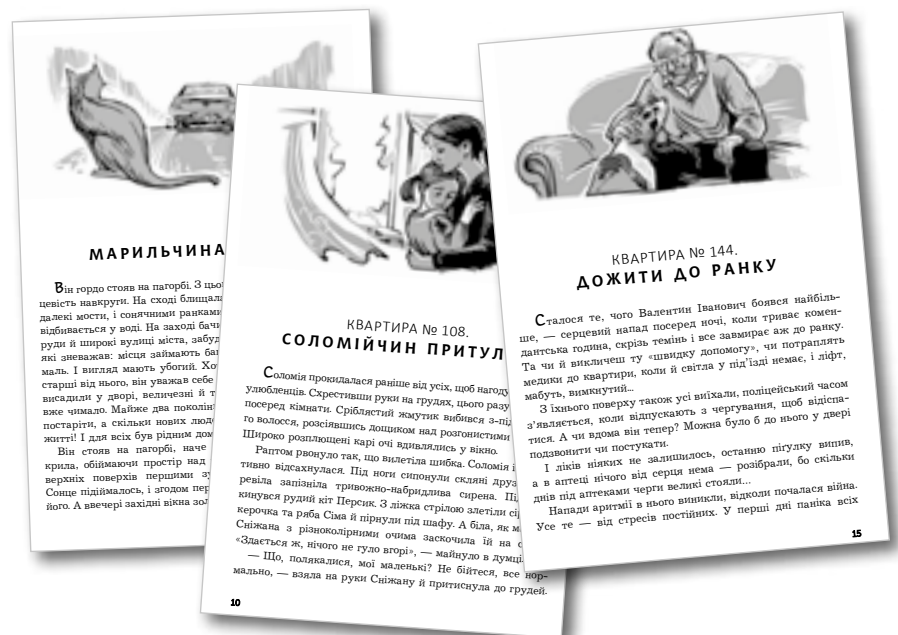 МАРИЛЬЧИНА
Він гордо стояв на пагорбі. З цьо
цевість навкруги. На сході блищала
далекі мости, і сонячними ранками
відбивається у воді. На заході бачи
руди й широкі вулиці міста, забуд
які зневажав: місця займають ба
маль. І вигляд мають убогий. Хо
старші від нього, він уважав себе
висадили у дворі, величезні й т
вже чимало. Майже два поколін
постаріти, а скільки нових люд
житті! І для всіх був рідним дом
Він стояв на пагорбі, наче
крила, обіймаючи простір над
верхніх поверхів першими зу
Сонце підіймалось, і згодом пер
його. А ввечері західні вікна зол
КВАРТИРА № 108.
СОЛОМІЙЧИН ПРИТУЛ
Соломія прокидалася раніше від усіх, щоб нагоду
улюбленців. Схрестивши руки на грудях, цього разу
посеред кімнати. Сріблястий жмутик вибився з-під
го волосся, розсіявшись дощиком над розгонистими
Широко розплющені карі очі вдивлялись у вікно.
Раптом рвонуло так, що вилетіла шибка. Соломія і
тивно відсахнулася. Під ноги сипонули скляні друз
ревіла запізніла тривожно-набридлива сирена. Пі
кинувся рудий кіт Персик. З ліжка стрілою злетіли сі
керочка та ряба Сіма й пірнули під шафу. А біла, як м
Сніжана з різноколірними очима заскочила їй на
«Здається ж, нічого не гуло вгорі», — майнуло в думці.
— Що, полякалися, мої маленькі? Не бійтеся, все нор-
мально, — взяла на руки Сніжану й притиснула до грудей.
10
КВАРТИРА № 144.
ДОЖИТИ ДО РАНКУ
Сталося те, чого Валентин Іванович боявся найбіль-
ше, — серцевий напад посеред ночі, коли триває комен-
дантська година, скрізь темінь і все завмирає аж до ранку.
Та чи й викличеш ту «швидку допомогу», чи потраплять
медики до квартири, коли й світла у під’їзді немає, і ліфт,
мабуть, вимкнутий...
З їхнього поверху також усі виїхали, поліцейський часом
з’являється, коли відпускають з чергування, щоб відіспа-
тися. А чи вдома він тепер? Можна було б до нього у двері
подзвонити чи постукати.
І ліків ніяких не залишилось, останню пігулку випив,
а в аптеці нічого від серця нема — розібрали, бо скільки
днів під аптеками черги великі стояли...
Напади аритмії в нього виникли, відколи почалася війна.
Усе те — від стресів постійних. У перші дні паніка всіх
15